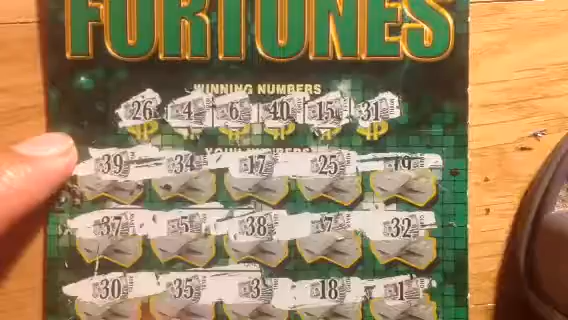 FORTUNES
WINNING NUMBERS
26 4 6 40 15 31
YOUR NUMBERS
39 34 17 25 19
37 5 38 7 32
30 35 3 18 1